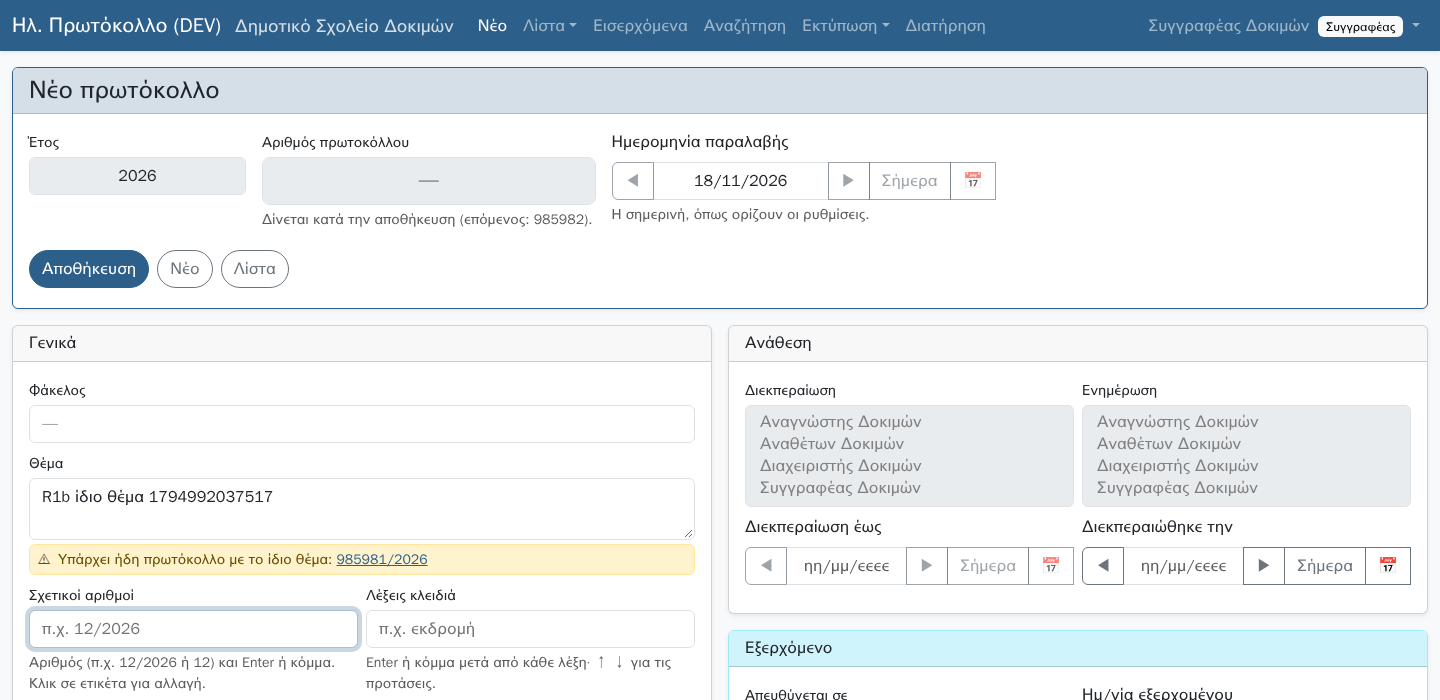 Ηλ. Πρωτόκολλο (DEV) Δημοτικό Σχολείο Δοκιμών Νέο Λίστα Εισερχόμενα Αναζήτηση Εκτύπωση Διατήρηση Συγγραφέας Δοκιμών Συγγραφέας
Νέο πρωτόκολλο
Έτος Αριθμός πρωτοκόλλου Ημερομηνία παραλαβής
2026 — ◀ 18/11/2026 ▶ Σήμερα
Δίνεται κατά την αποθήκευση (επόμενος: 985982). Η σημερινή, όπως ορίζουν οι ρυθμίσεις.
Αποθήκευση Νέο Λίστα
Γενικά
Φάκελος
—
Θέμα
R1b ίδιο θέμα 1794992037517
⚠ Υπάρχει ήδη πρωτόκολλο με το ίδιο θέμα: 985981/2026
Σχετικοί αριθμοί Λέξεις κλειδιά
π.χ. 12/2026 π.χ. εκδρομή
Αριθμός (π.χ. 12/2026 ή 12) και Enter ή κόμμα. Κλικ σε ετικέτα για αλλαγή.
Enter ή κόμμα μετά από κάθε λέξη· ↑ ↓ για τις προτάσεις.
Ανάθεση
Διεκπεραίωση Ενημέρωση
Αναγνώστης Δοκιμών Αναγνώστης Δοκιμών
Αναθέτων Δοκιμών Αναθέτων Δοκιμών
Διαχειριστής Δοκιμών Διαχειριστής Δοκιμών
Συγγραφέας Δοκιμών Συγγραφέας Δοκιμών
Διεκπεραίωση έως Διεκπεραιώθηκε την
◀ ηη/μμ/εεεε ▶ Σήμερα ◀ ηη/μμ/εεεε ▶ Σήμερα
Εξερχόμενο
Απευθύνεται σε Ημ/νία εξερχομένου